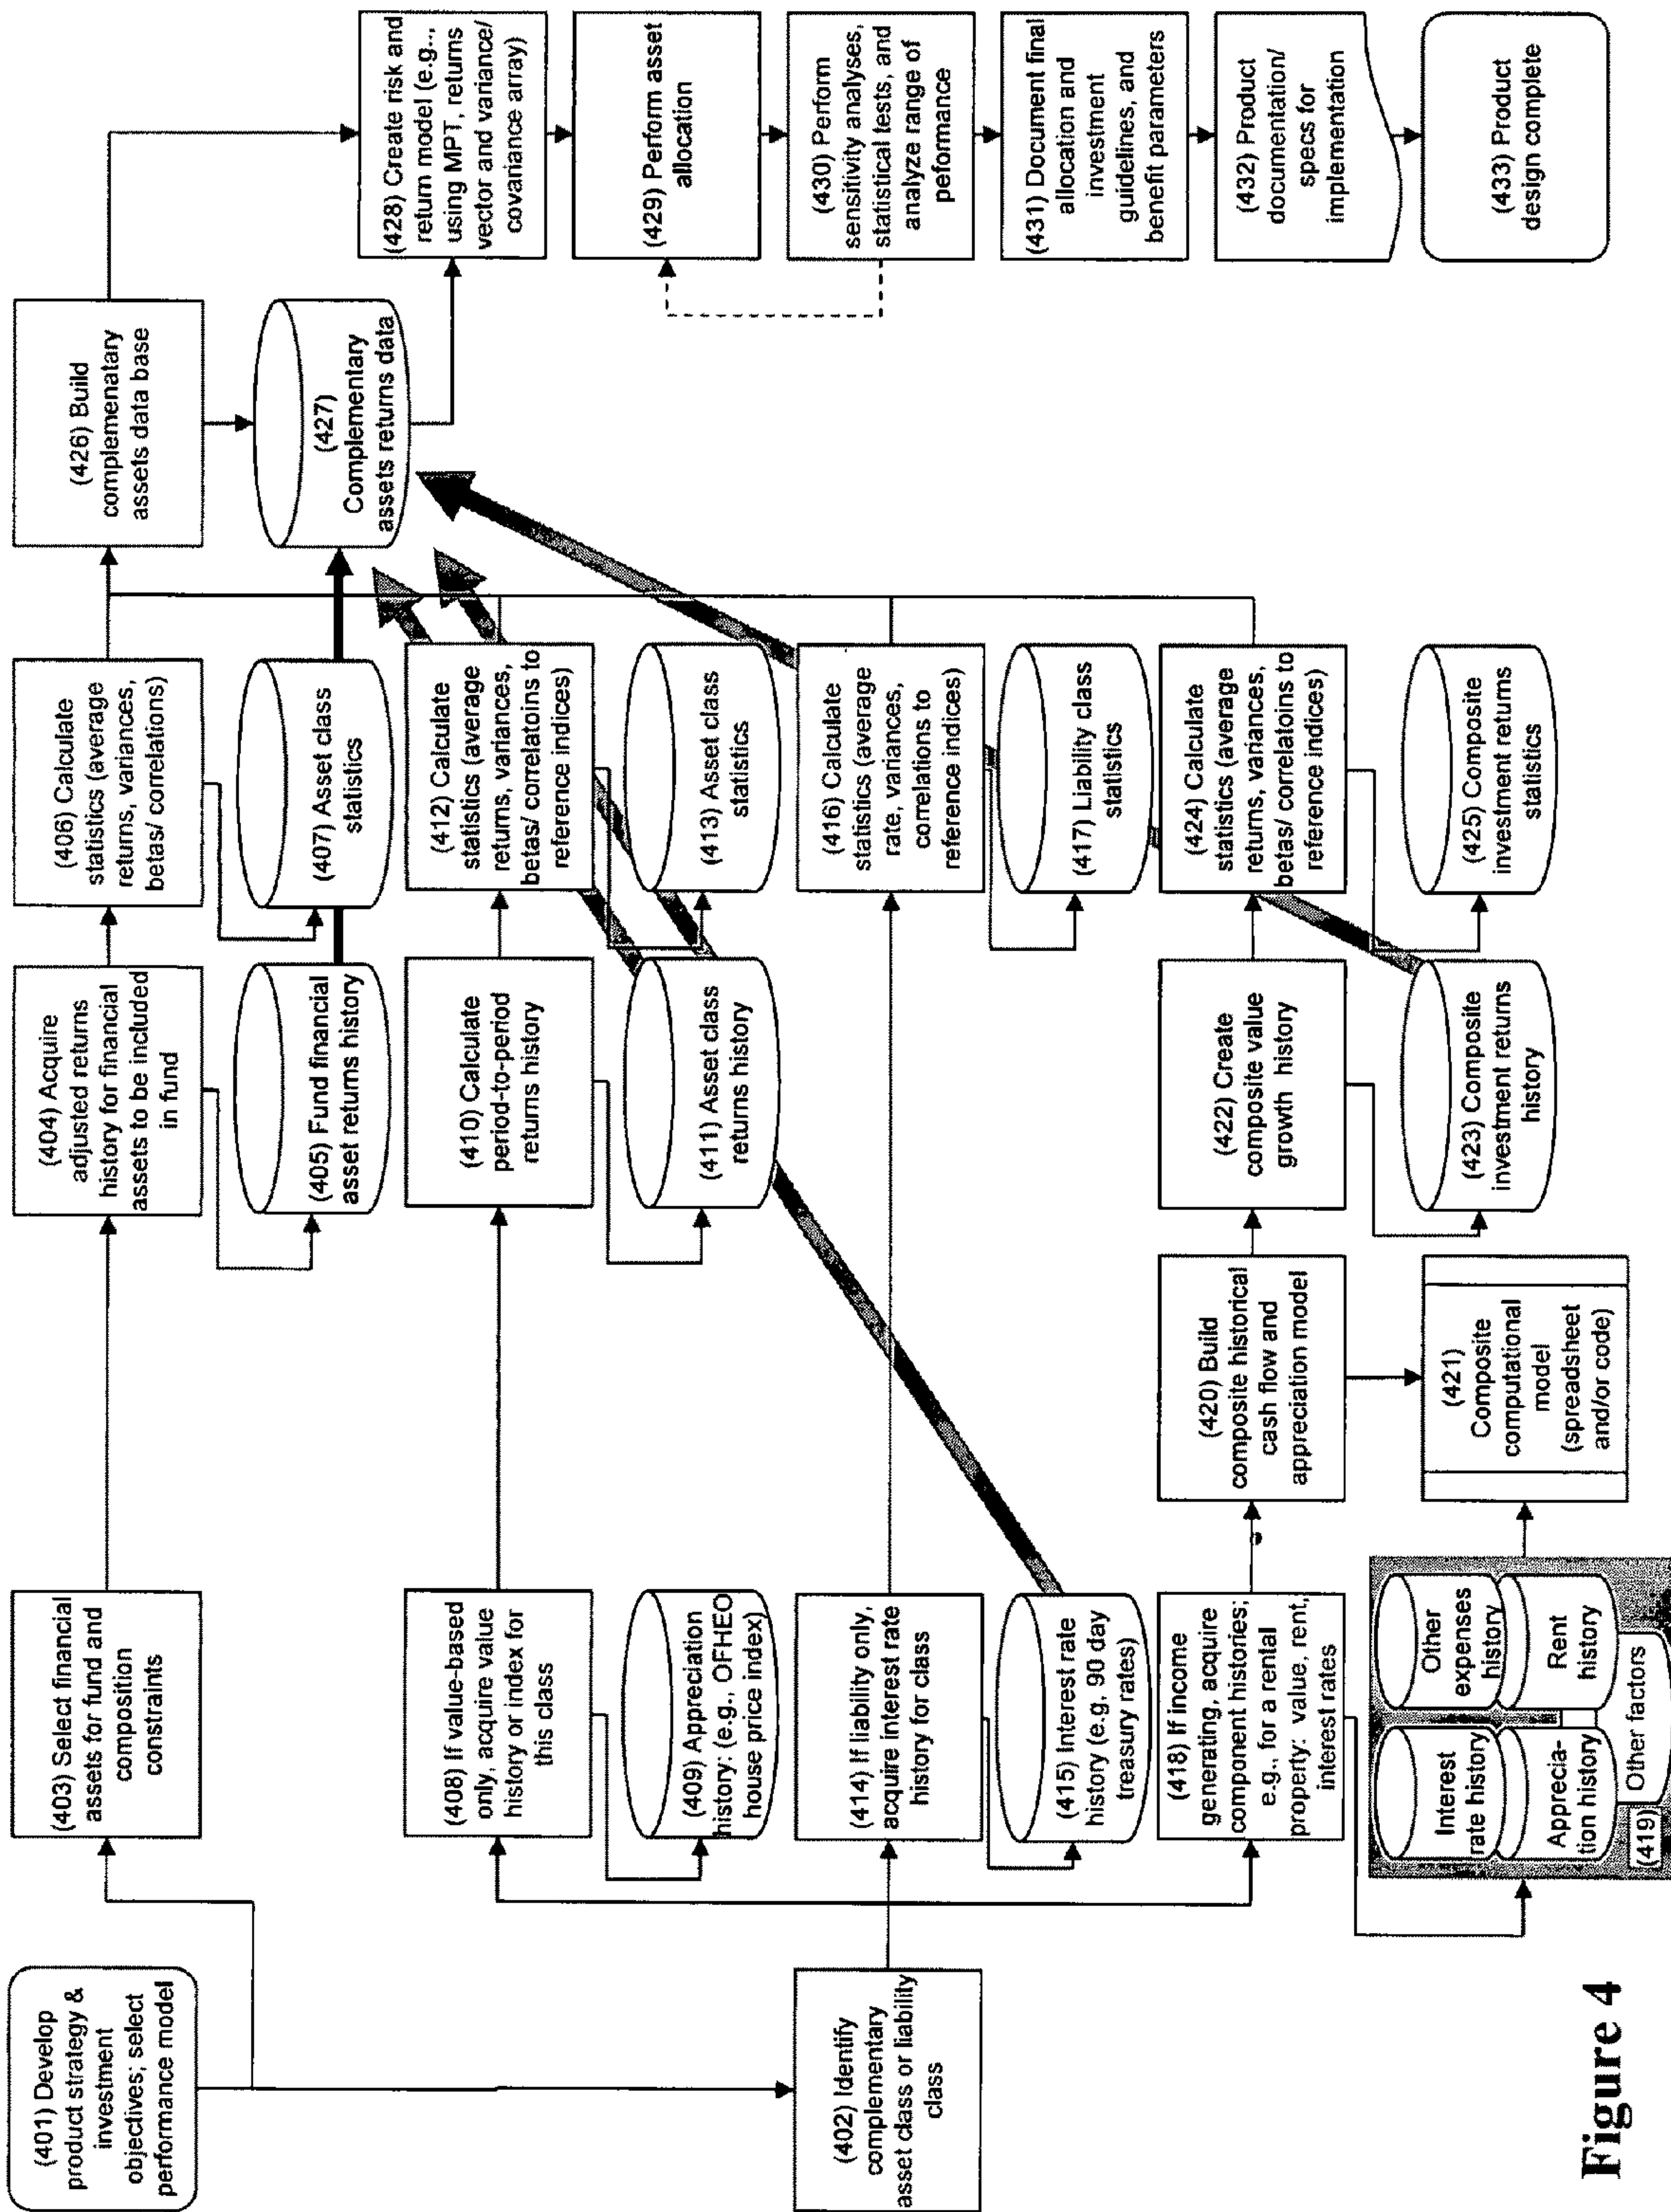 (401) Develop
product strategy &
investment
objectives; select
performance model
(402) Identify
complementary
asset class or liability
class
(403) Select financial
assets for fund and
composition
constraints
(404) Acquire
adjusted returns
history for financial
assets to be included
in fund
(405) Fund financial
asset returns history
(406) Calculate
statistics (average
returns, variances,
betas/ correlations)
(407) Asset class
statistics
(408) If value-based
only, acquire value
history or index for
this class
(409) Appreciation
history: (e.g., OFHEO
house price index)
(410) Calculate
period-to-period
returns history
(411) Asset class
returns history
(412) Calculate
statistics (average
returns, variances,
betas/ correlatoins to
reference indices)
(413) Asset class
statistics
(414) If liability only,
acquire interest rate
history for class
(415) Interest rate
history (e.g. 90 day
treasury rates)
(416) Calculate
statistics (average
rate, variances,
correlations to
reference indices)
(417) Liability class
statistics
(418) If income
generating, acquire
component histories;
e.g., for a rental
property: value, rent,
interest rates
Interest
rate history
Other
expenses
history
Apprecia-
tion history
Rent
history
Other factors
(419)
(420) Build
composite historical
cash flow and
appreciation model
(421)
Composite
computational
model
(spreadsheet
and/or code)
(422) Create
composite value
growth history
(423) Composite
investment returns
history
(424) Calculate
statistics (average
returns, variances,
betas/ correlatoins to
reference indices)
(425) Composite
investment returns
statistics
(426) Build
complemenatary
assets data base
(427)
Complementary
assets returns data
(428) Create risk and
return model (e.g..,
using MPT, returns
vector and variance/
covariance array)
(429) Perform asset
allocation
(430) Perform
sensitivity analyses,
statistical tests, and
analyze range of
peformance
(431) Document final
allocation and
investment
guidelines, and
benefit parameters
(432) Product
documentation/
specs for
implementation
(433) Product
design complete
Figure 4